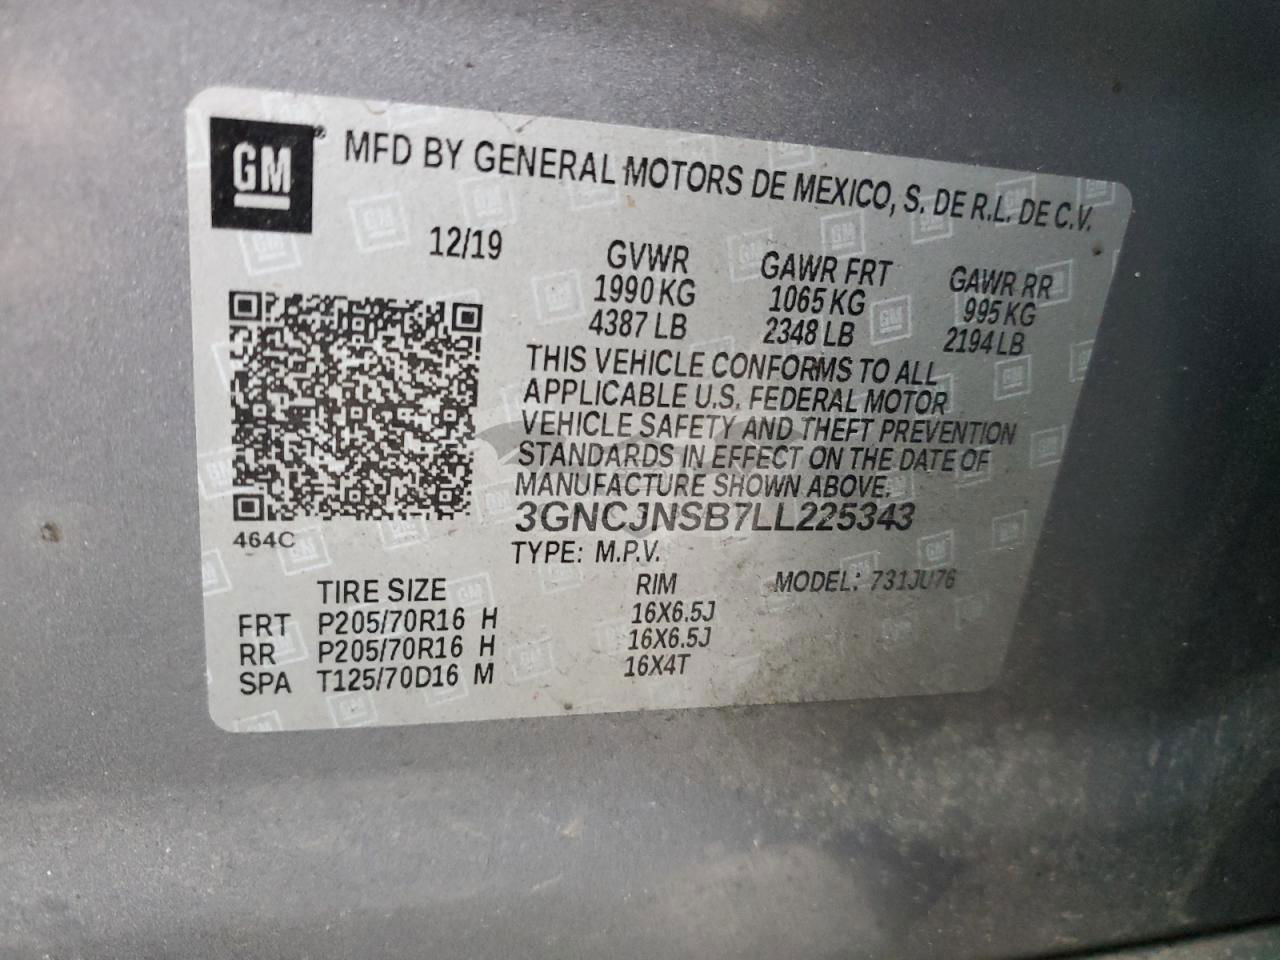 GM ® MFD BY GENERAL MOTORS DE MEXICO, S. DE R.L. DE C.V.
12/19 GVWR GAWR FRT GAWR RR
1990 KG 1065 KG 995 KG
4387 LB 2348 LB 2194 LB
THIS VEHICLE CONFORMS TO ALL
APPLICABLE U.S. FEDERAL MOTOR
VEHICLE SAFETY AND THEFT PREVENTION
STANDARDS IN EFFECT ON THE DATE OF
MANUFACTURE SHOWN ABOVE.
3GNCJNSB7LL225343
464C
TYPE: M.P.V.
TIRE SIZE RIM MODEL: 731JU76
FRT P205/70R16 H 16X6.5J
RR P205/70R16 H 16X6.5J
SPA T125/70D16 M 16X4T